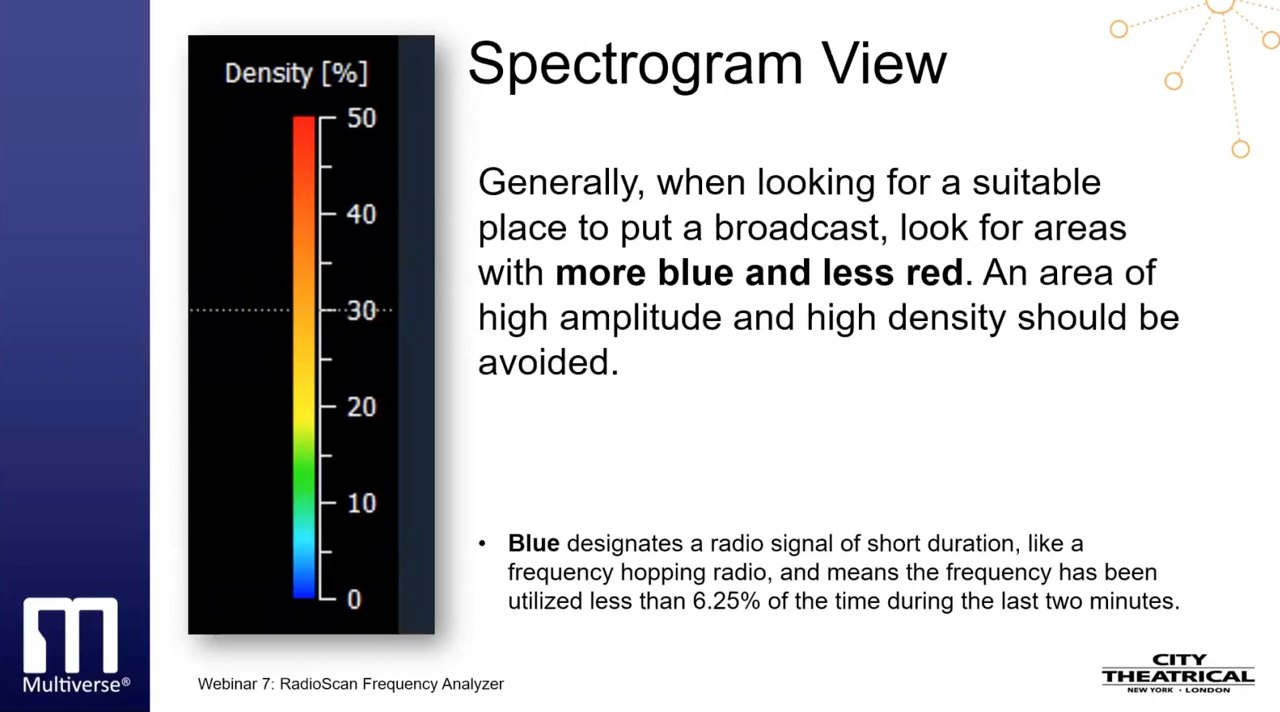 Spectrogram View
Density [%]
50
40
30
20
10
0
Generally, when looking for a suitable
place to put a broadcast, look for areas
with more blue and less red. An area of
high amplitude and high density should be
avoided.
• Blue designates a radio signal of short duration, like a
frequency hopping radio, and means the frequency has been
utilized less than 6.25% of the time during the last two minutes.
Multiverse®
Webinar 7: RadioScan Frequency Analyzer
CITY
THEATRICAL
NEW YORK · LONDON